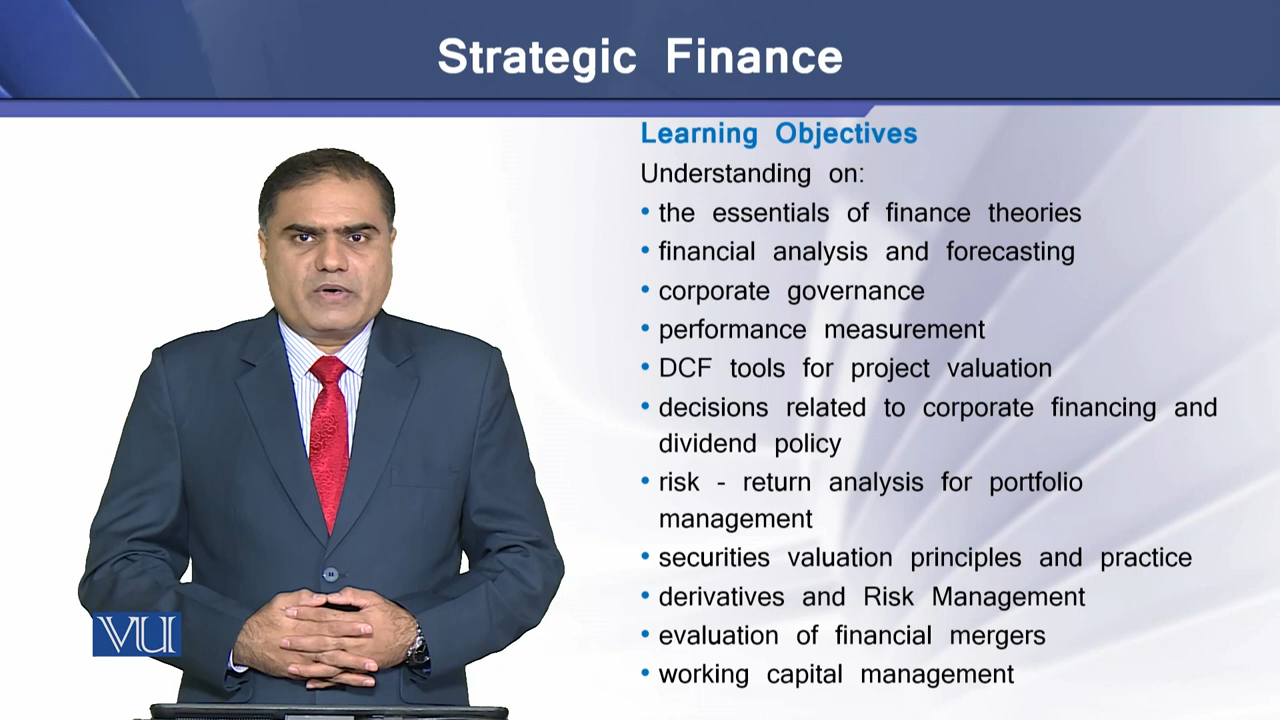 Strategic Finance
Learning Objectives
Understanding on:
• the essentials of finance theories
• financial analysis and forecasting
• corporate governance
• performance measurement
• DCF tools for project valuation
• decisions related to corporate financing and
dividend policy
• risk - return analysis for portfolio
management
• securities valuation principles and practice
• derivatives and Risk Management
• evaluation of financial mergers
• working capital management
VU